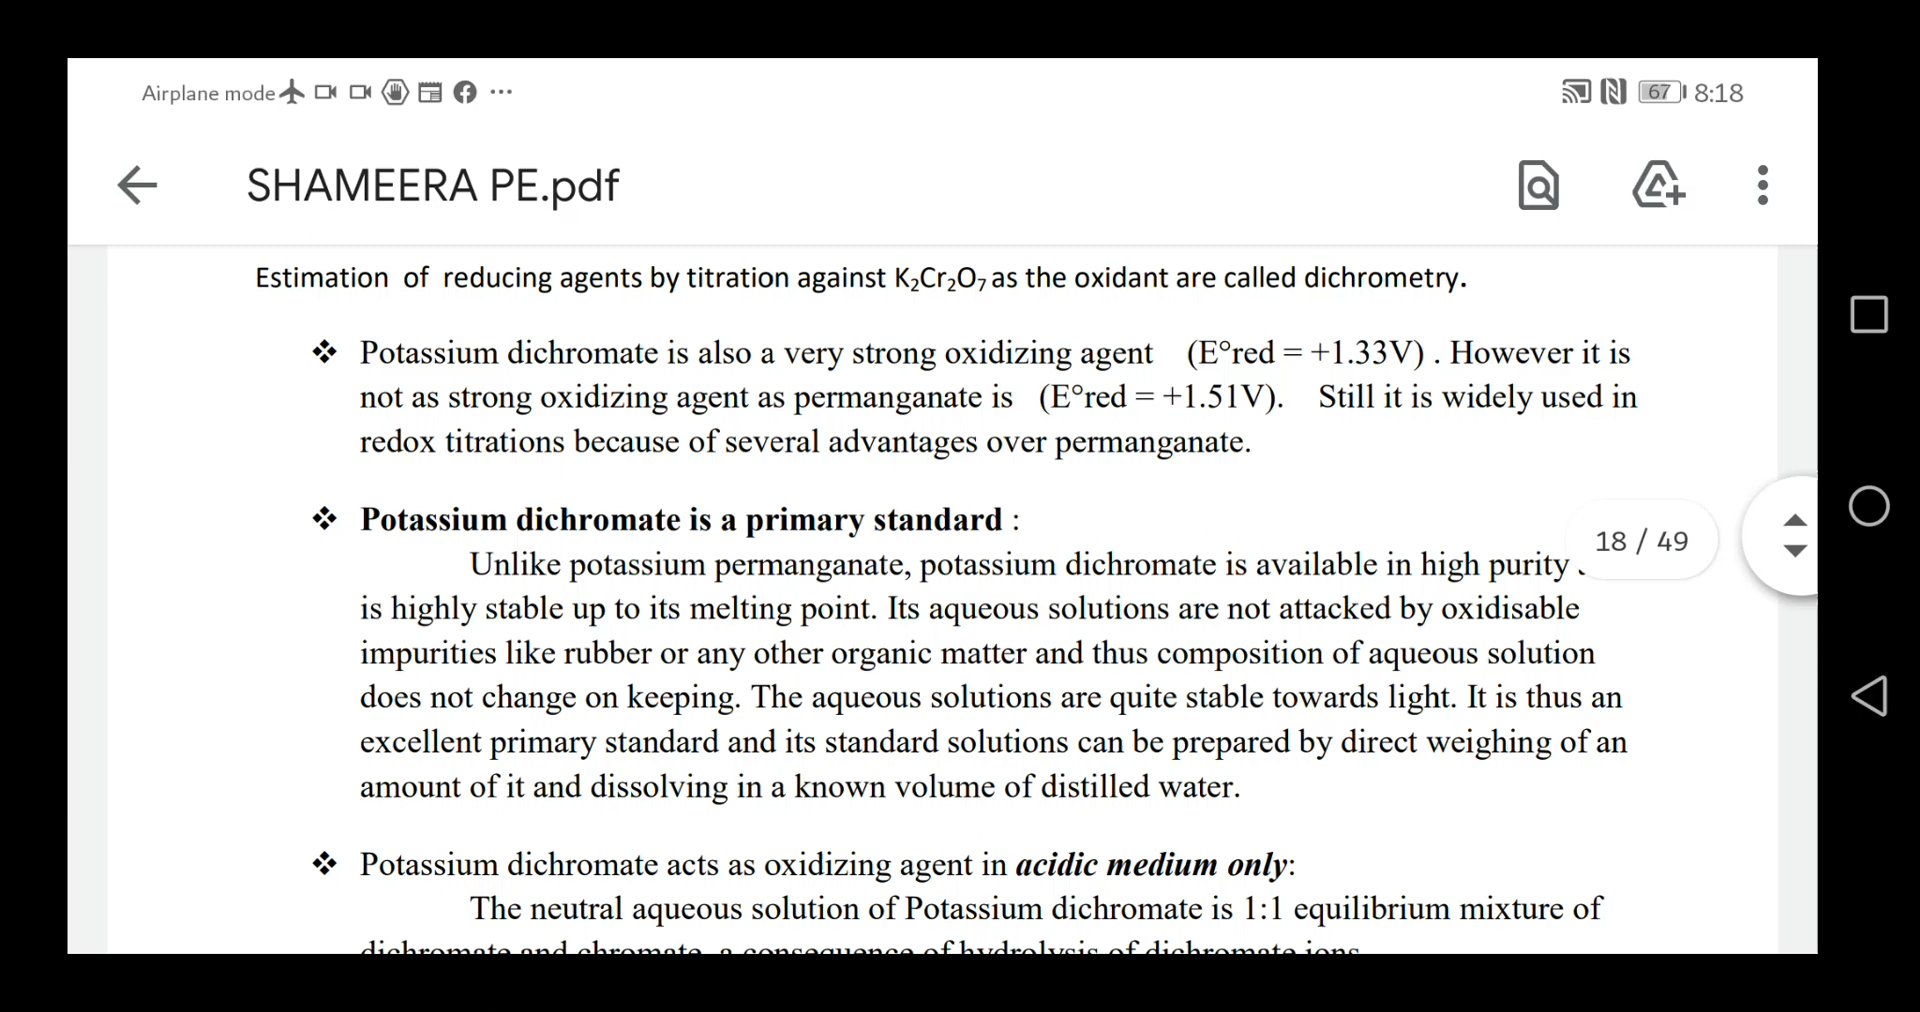 Airplane mode ... 67 8:18
SHAMEERA PE.pdf
Estimation of reducing agents by titration against K₂Cr₂O₇ as the oxidant are called dichrometry.
❖ Potassium dichromate is also a very strong oxidizing agent (E°red = +1.33V) . However it is
not as strong oxidizing agent as permanganate is (E°red = +1.51V). Still it is widely used in
redox titrations because of several advantages over permanganate.
❖ Potassium dichromate is a primary standard :
18 / 49
Unlike potassium permanganate, potassium dichromate is available in high purity
is highly stable up to its melting point. Its aqueous solutions are not attacked by oxidisable
impurities like rubber or any other organic matter and thus composition of aqueous solution
does not change on keeping. The aqueous solutions are quite stable towards light. It is thus an
excellent primary standard and its standard solutions can be prepared by direct weighing of an
amount of it and dissolving in a known volume of distilled water.
❖ Potassium dichromate acts as oxidizing agent in acidic medium only:
The neutral aqueous solution of Potassium dichromate is 1:1 equilibrium mixture of
dichromate and chromate, a consequence of hydrolysis of dichromate ions